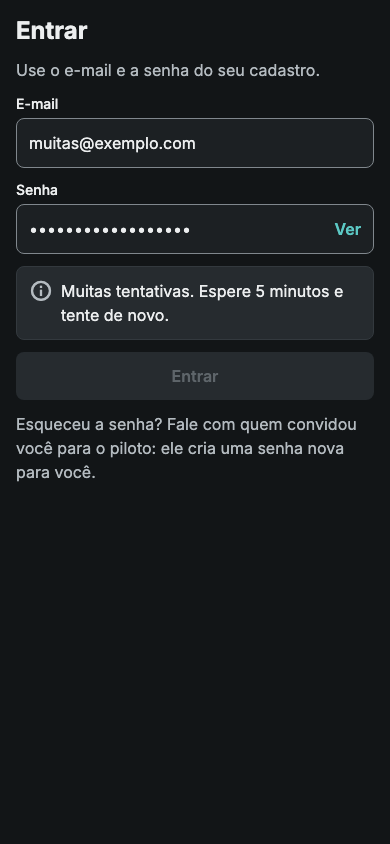 Entrar
Use o e-mail e a senha do seu cadastro.
E-mail
muitas@exemplo.com
Senha
••••••••••••••••••
Ver
Muitas tentativas. Espere 5 minutos e
tente de novo.
Entrar
Esqueceu a senha? Fale com quem convidou
você para o piloto: ele cria uma senha nova
para você.